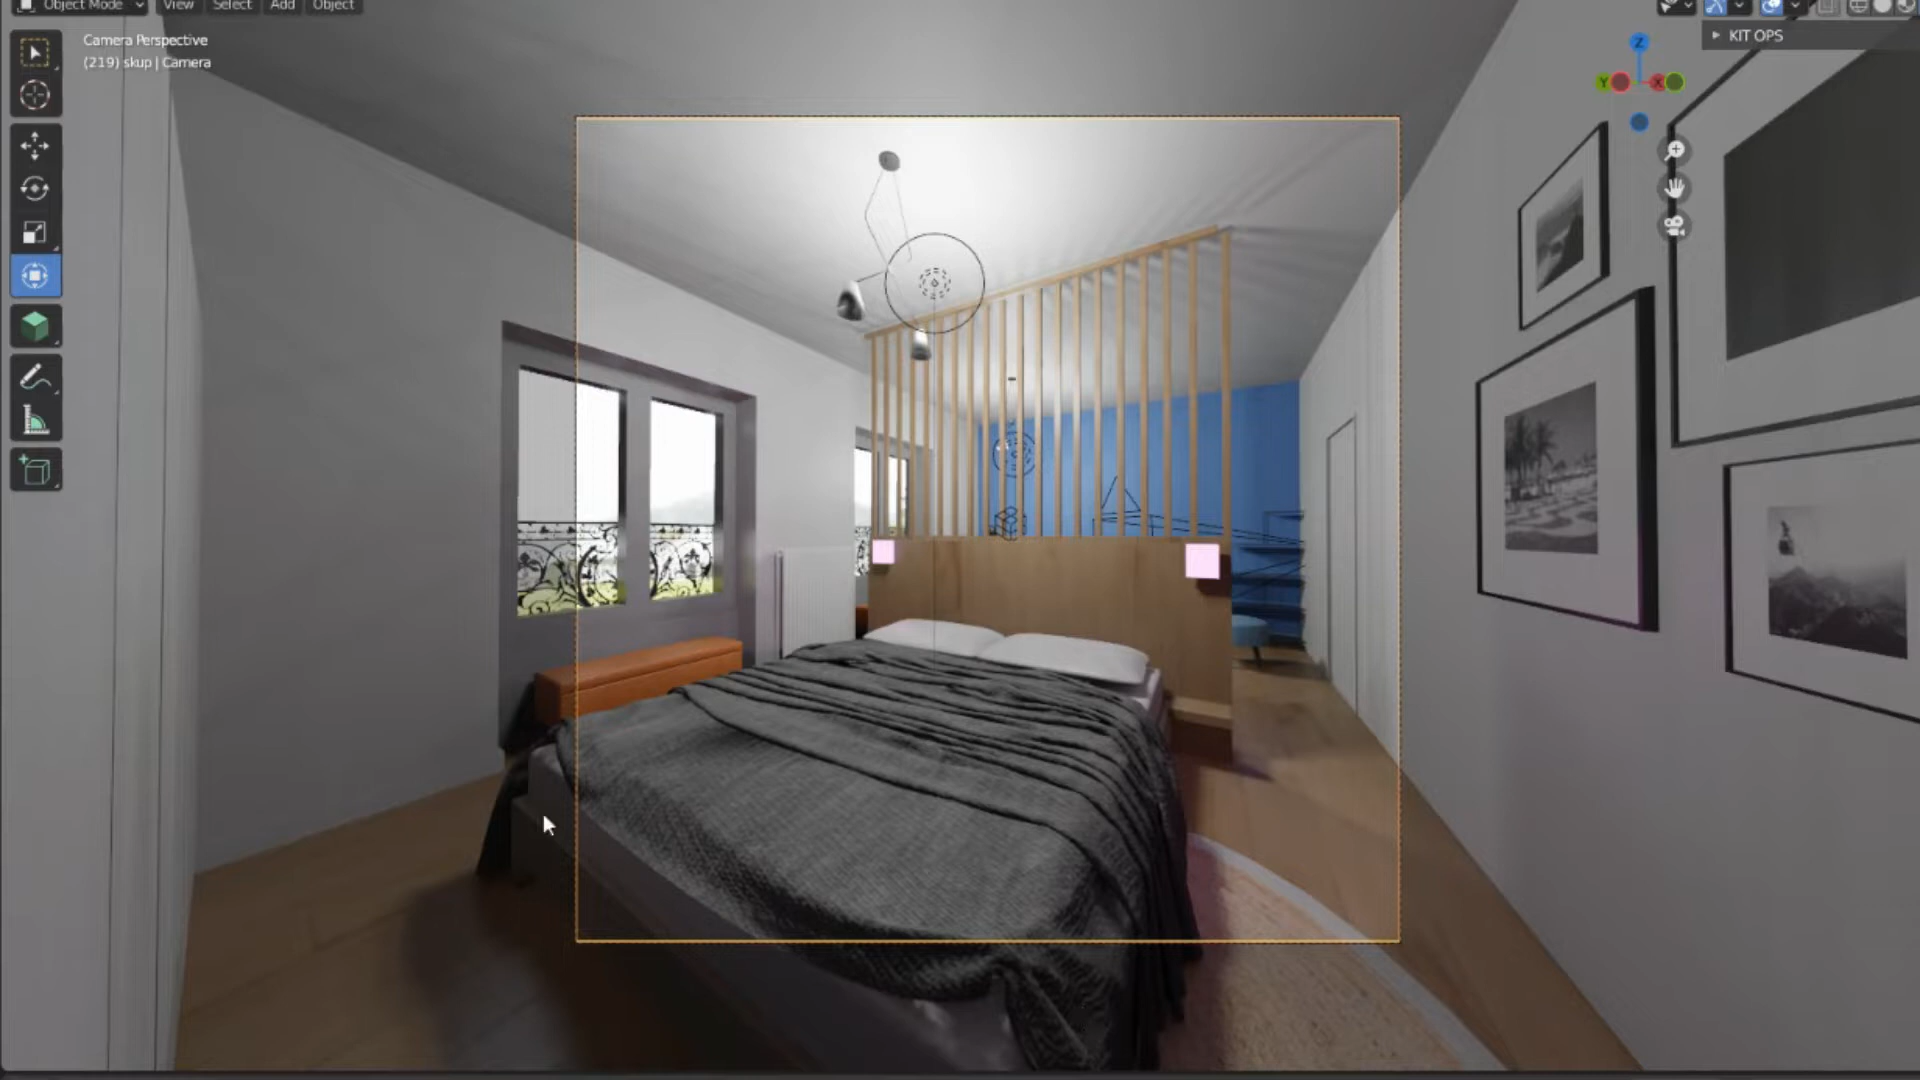 Object Mode View Select Add Object
Camera Perspective
(219) skup | Camera
KIT OPS
Z
Y X